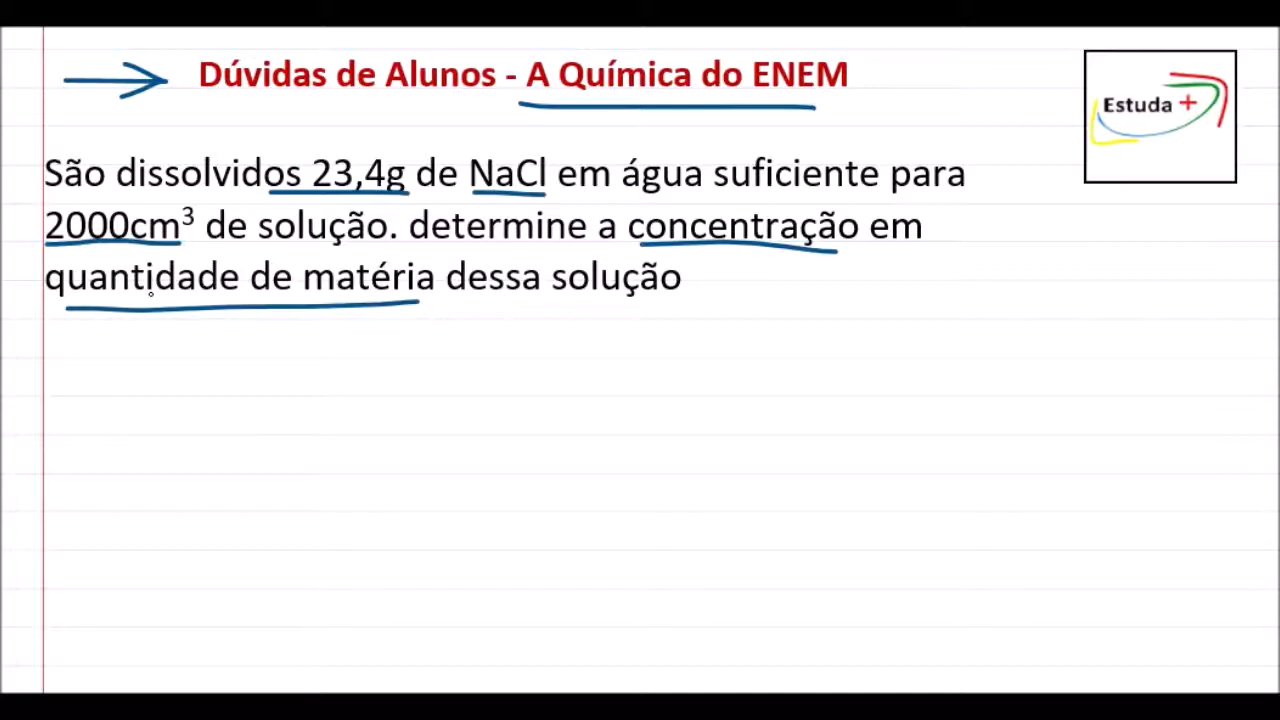 Dúvidas de Alunos - A Química do ENEM
Estuda +
São dissolvidos 23,4g de NaCl em água suficiente para
2000cm³ de solução. determine a concentração em
quantidade de matéria dessa solução